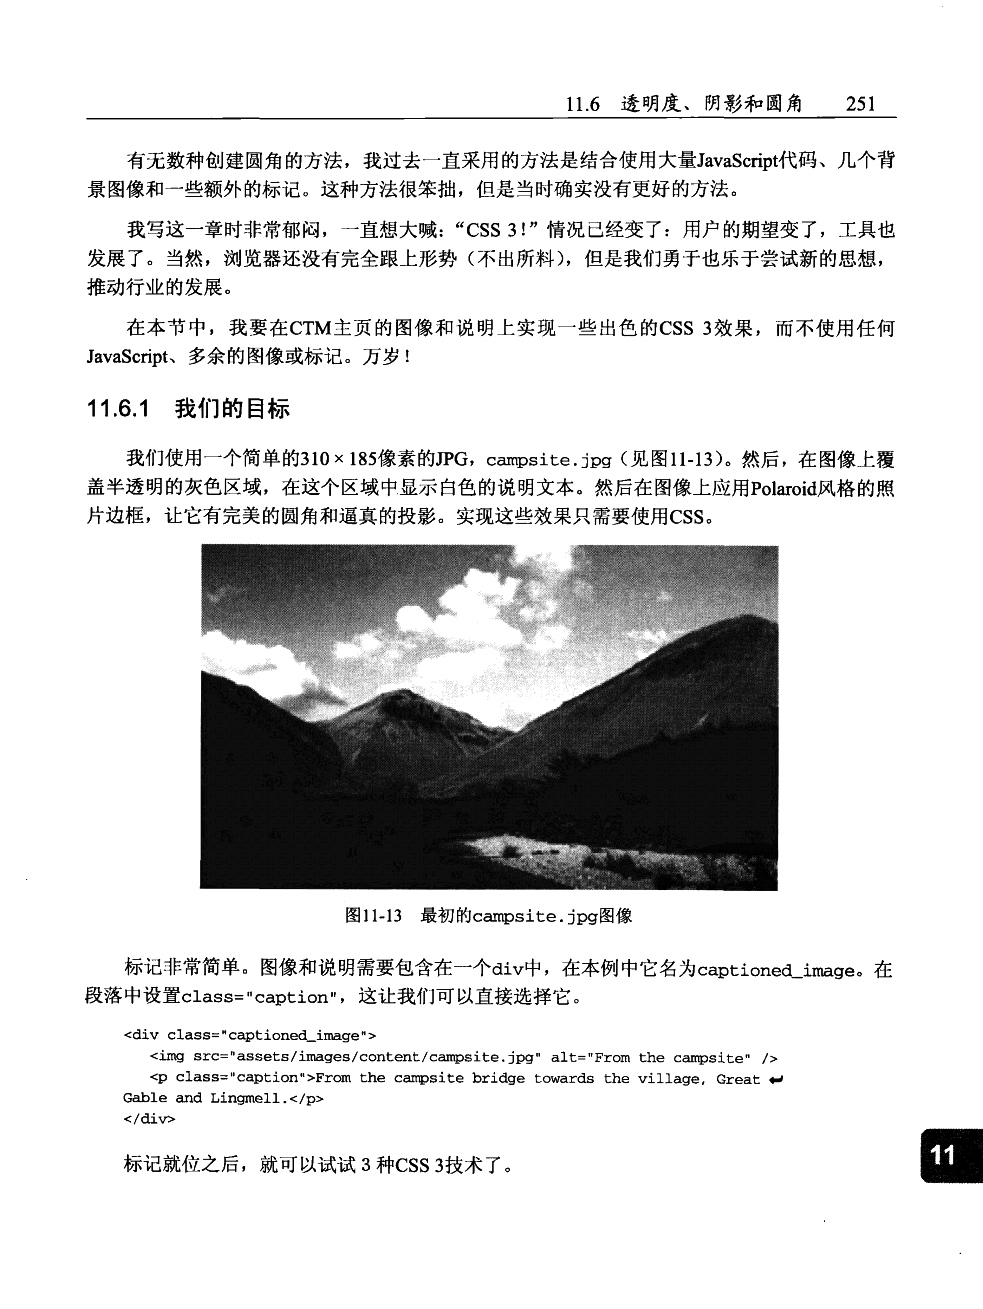 11.6 透明度、阴影和圆角 251
有无数种创建圆角的方法，我过去一直采用的方法是结合使用大量JavaScript代码、几个背
景图像和一些额外的标记。这种方法很笨拙，但是当时确实没有更好的方法。
我写这一章时非常郁闷，一直想大喊：“CSS 3！”情况已经变了：用户的期望变了，工具也
发展了。当然，浏览器还没有完全跟上形势（不出所料），但是我们勇于也乐于尝试新的思想，
推动行业的发展。
在本节中，我要在CTM主页的图像和说明上实现一些出色的CSS 3效果，而不使用任何
JavaScript、多余的图像或标记。万岁！
11.6.1 我们的目标
我们使用一个简单的310×185像素的JPG，campsite.jpg（见图11-13）。然后，在图像上覆
盖半透明的灰色区域，在这个区域中显示白色的说明文本。然后在图像上应用Polaroid风格的照
片边框，让它有完美的圆角和逼真的投影。实现这些效果只需要使用CSS。
图11-13 最初的campsite.jpg图像
标记非常简单。图像和说明需要包含在一个div中，在本例中它名为captioned_image。在
段落中设置class="caption"，这让我们可以直接选择它。
<div class="captioned_image">
<img src="assets/images/content/campsite.jpg" alt="From the campsite" />
<p class="caption">From the campsite bridge towards the village, Great ↵
Gable and Lingmell.</p>
</div>
标记就位之后，就可以试试 3 种CSS 3技术了。
11